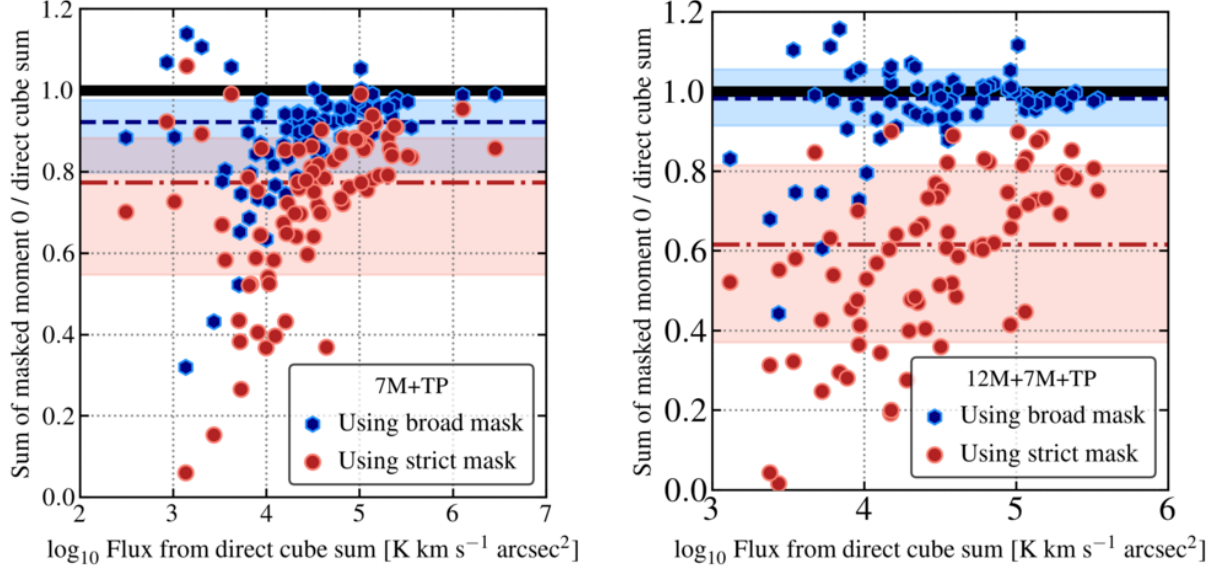 Sum of masked moment 0 / direct cube sum
1.2
1.0
0.8
0.6
0.4
0.2
0.0
2 3 4 5 6 7
log₁₀ Flux from direct cube sum [K km s⁻¹ arcsec²]
7M+TP
Using broad mask
Using strict mask
Sum of masked moment 0 / direct cube sum
1.2
1.0
0.8
0.6
0.4
0.2
0.0
3 4 5 6
log₁₀ Flux from direct cube sum [K km s⁻¹ arcsec²]
12M+7M+TP
Using broad mask
Using strict mask